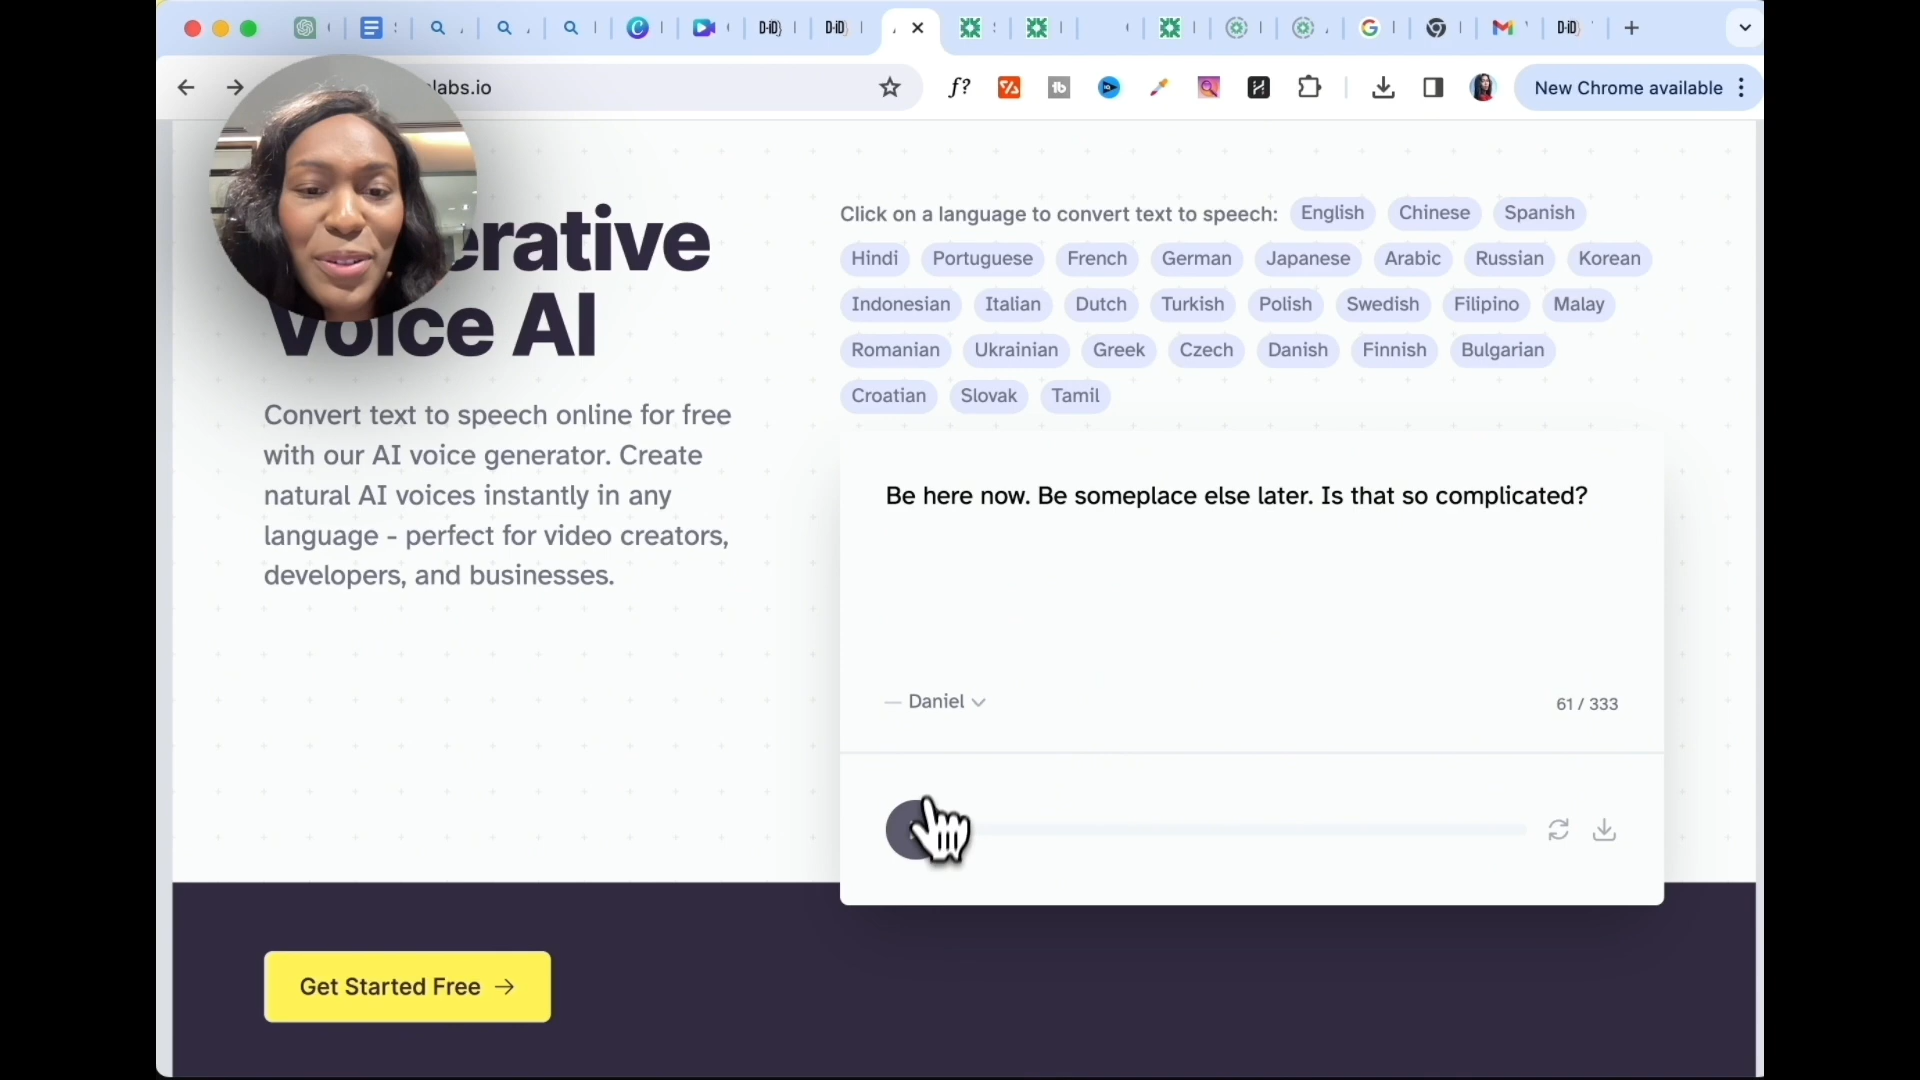 New Chrome available
labs.io
erative
Voice AI
Convert text to speech online for free
with our AI voice generator. Create
natural AI voices instantly in any
language - perfect for video creators,
developers, and businesses.
Get Started Free →
Click on a language to convert text to speech: English Chinese Spanish
Hindi Portuguese French German Japanese Arabic Russian Korean
Indonesian Italian Dutch Turkish Polish Swedish Filipino Malay
Romanian Ukrainian Greek Czech Danish Finnish Bulgarian
Croatian Slovak Tamil
Be here now. Be someplace else later. Is that so complicated?
— Daniel
61 / 333